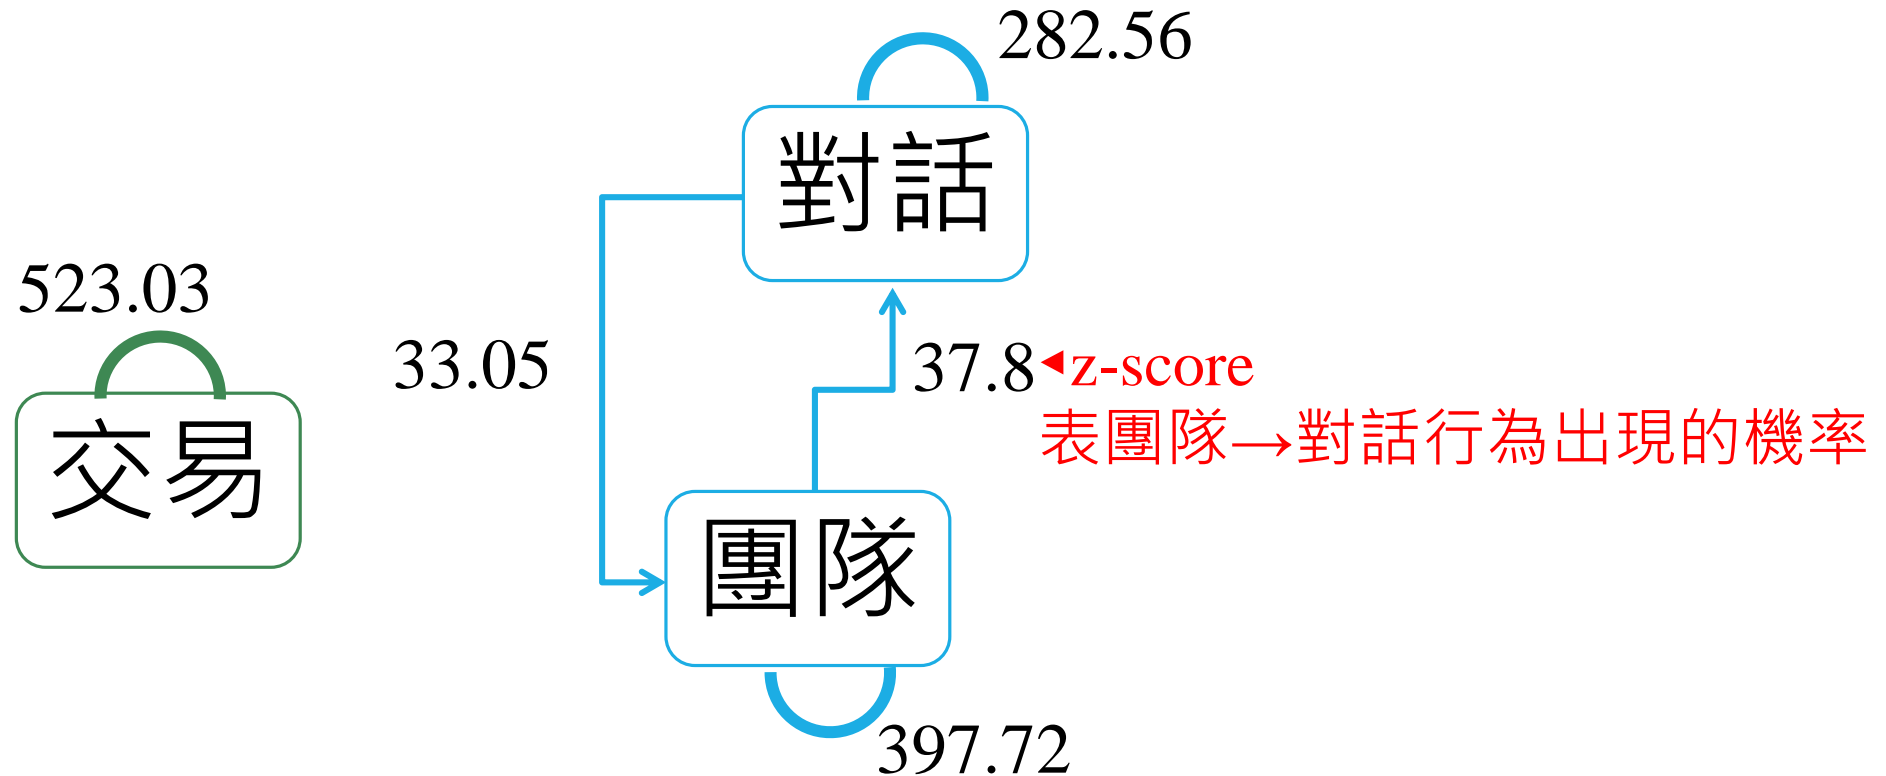 282.56
對話
523.03
33.05
37.8 z-score
表團隊→對話行為出現的機率
交易
團隊
397.72